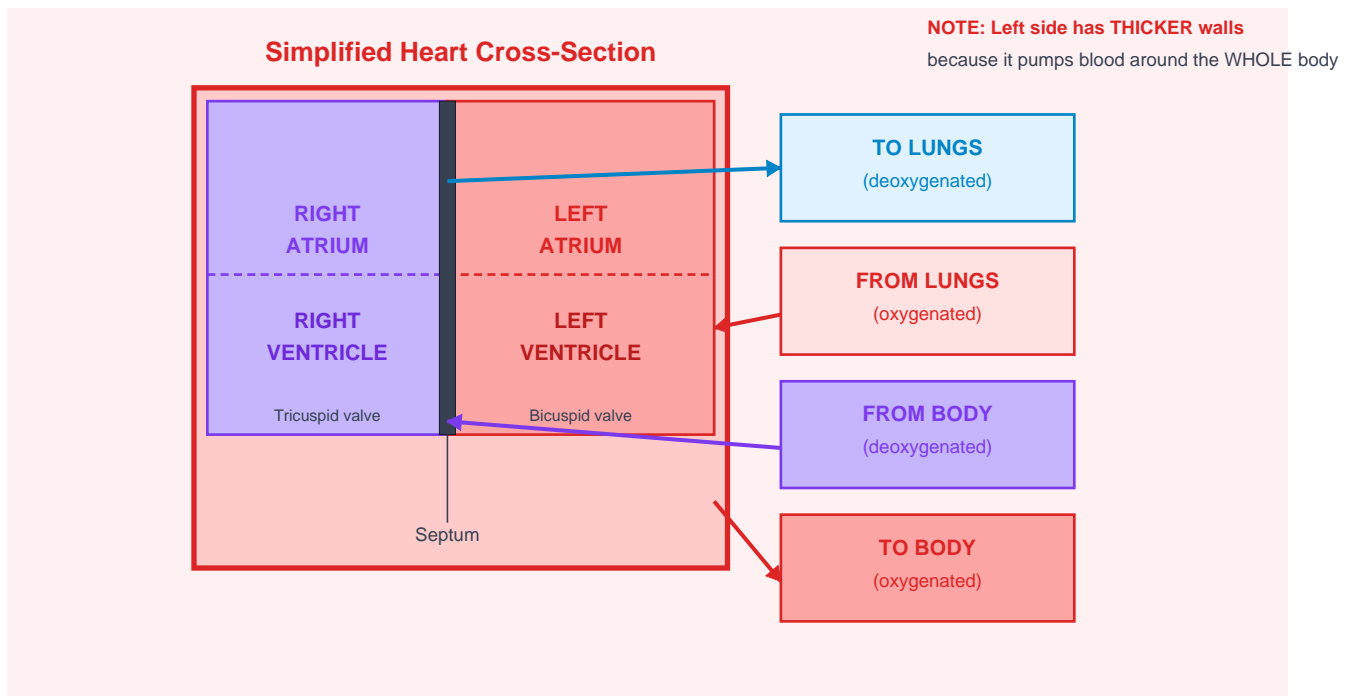 NOTE: Left side has THICKER walls
because it pumps blood around the WHOLE body
Simplified Heart Cross-Section
RIGHT
ATRIUM
LEFT
ATRIUM
RIGHT
VENTRICLE
LEFT
VENTRICLE
Tricuspid valve
Bicuspid valve
Septum
TO LUNGS
(deoxygenated)
FROM LUNGS
(oxygenated)
FROM BODY
(deoxygenated)
TO BODY
(oxygenated)